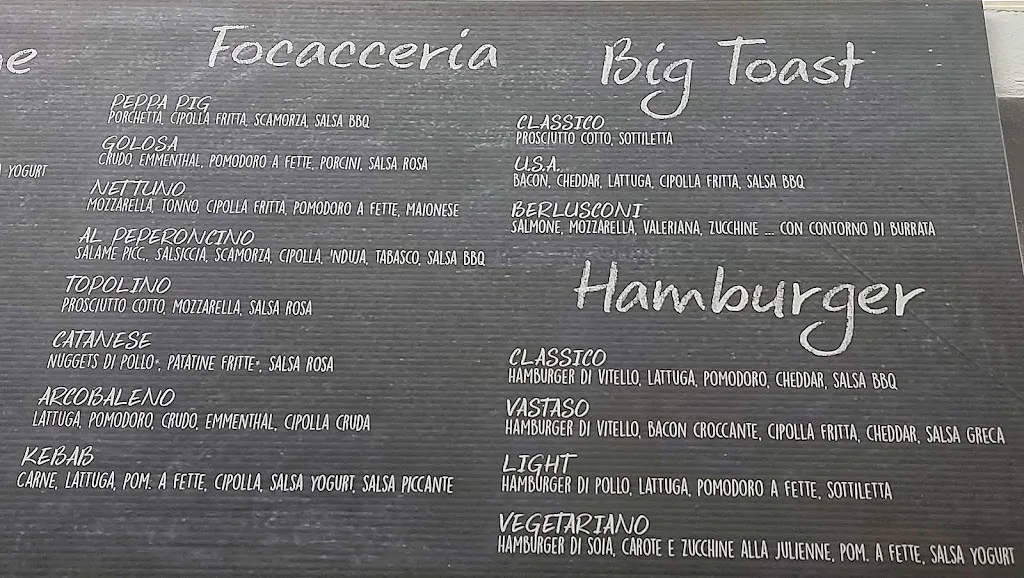 ne
YOGURT
Focacceria
PEPPA PIG
PORCHETTA, CIPOLLA FRITTA, SCAMORZA, SALSA BBQ
GOLOSA
CRUDO, EMMENTHAL, POMODORO A FETTE, PORCINI, SALSA ROSA
NETTUNO
MOZZARELLA, TONNO, CIPOLLA FRITTA, POMODORO A FETTE, MAIONESE
AL PEPERONCINO
SALAME PICC., SALSICCIA, SCAMORZA, CIPOLLA, 'NDUJA, TABASCO, SALSA BBQ
TOPOLINO
PROSCIUTTO COTTO, MOZZARELLA, SALSA ROSA
CATANESE
NUGGETS DI POLLO*, PATATINE FRITTE*, SALSA ROSA
ARCOBALENO
LATTUGA, POMODORO, CRUDO, EMMENTHAL, CIPOLLA CRUDA
KEBAB
CARNE, LATTUGA, POM. A FETTE, CIPOLLA, SALSA YOGURT, SALSA PICCANTE
Big Toast
CLASSICO
PROSCIUTTO COTTO, SOTTILETTA
U.S.A.
BACON, CHEDDAR, LATTUGA, CIPOLLA FRITTA, SALSA BBQ
BERLUSCONI
SALMONE, MOZZARELLA, VALERIANA, ZUCCHINE ... CON CONTORNO DI BURRATA
Hamburger
CLASSICO
HAMBURGER DI VITELLO, LATTUGA, POMODORO, CHEDDAR, SALSA BBQ
VASTASO
HAMBURGER DI VITELLO, BACON CROCCANTE, CIPOLLA FRITTA, CHEDDAR, SALSA GRECA
LIGHT
HAMBURGER DI POLLO, LATTUGA, POMODORO A FETTE, SOTTILETTA
VEGETARIANO
HAMBURGER DI SOIA, CAROTE E ZUCCHINE ALLA JULIENNE, POM. A FETTE, SALSA YOGURT